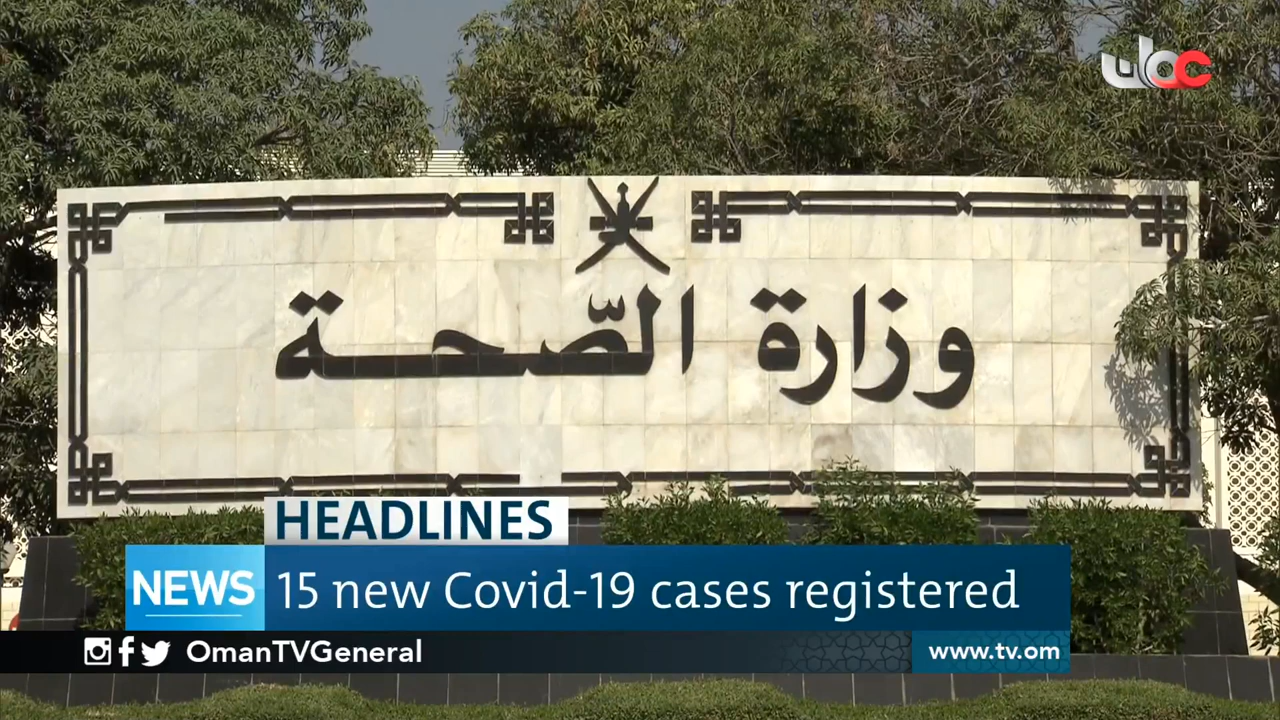 وزارة الصّحة
HEADLINES
NEWS
15 new Covid-19 cases registered
OmanTVGeneral
www.tv.om